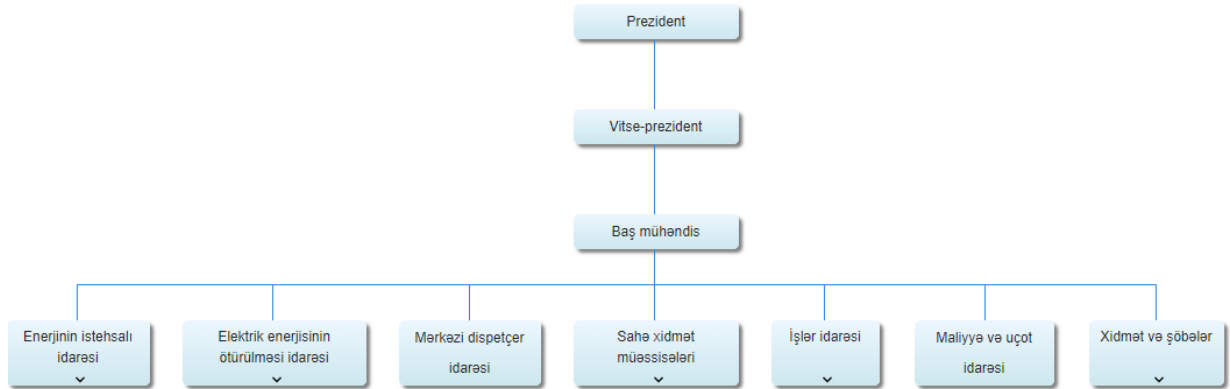 Prezident
Vitse-prezident
Baş mühəndis
Enerjinin istehsalı
idarəsi
Elektrik enerjisinin
ötürülməsi idarəsi
Mərkəzi dispetçer
idarəsi
Sahə xidmət
müəssisələri
İşlər idarəsi
Maliyyə və uçot
idarəsi
Xidmət və şöbələr